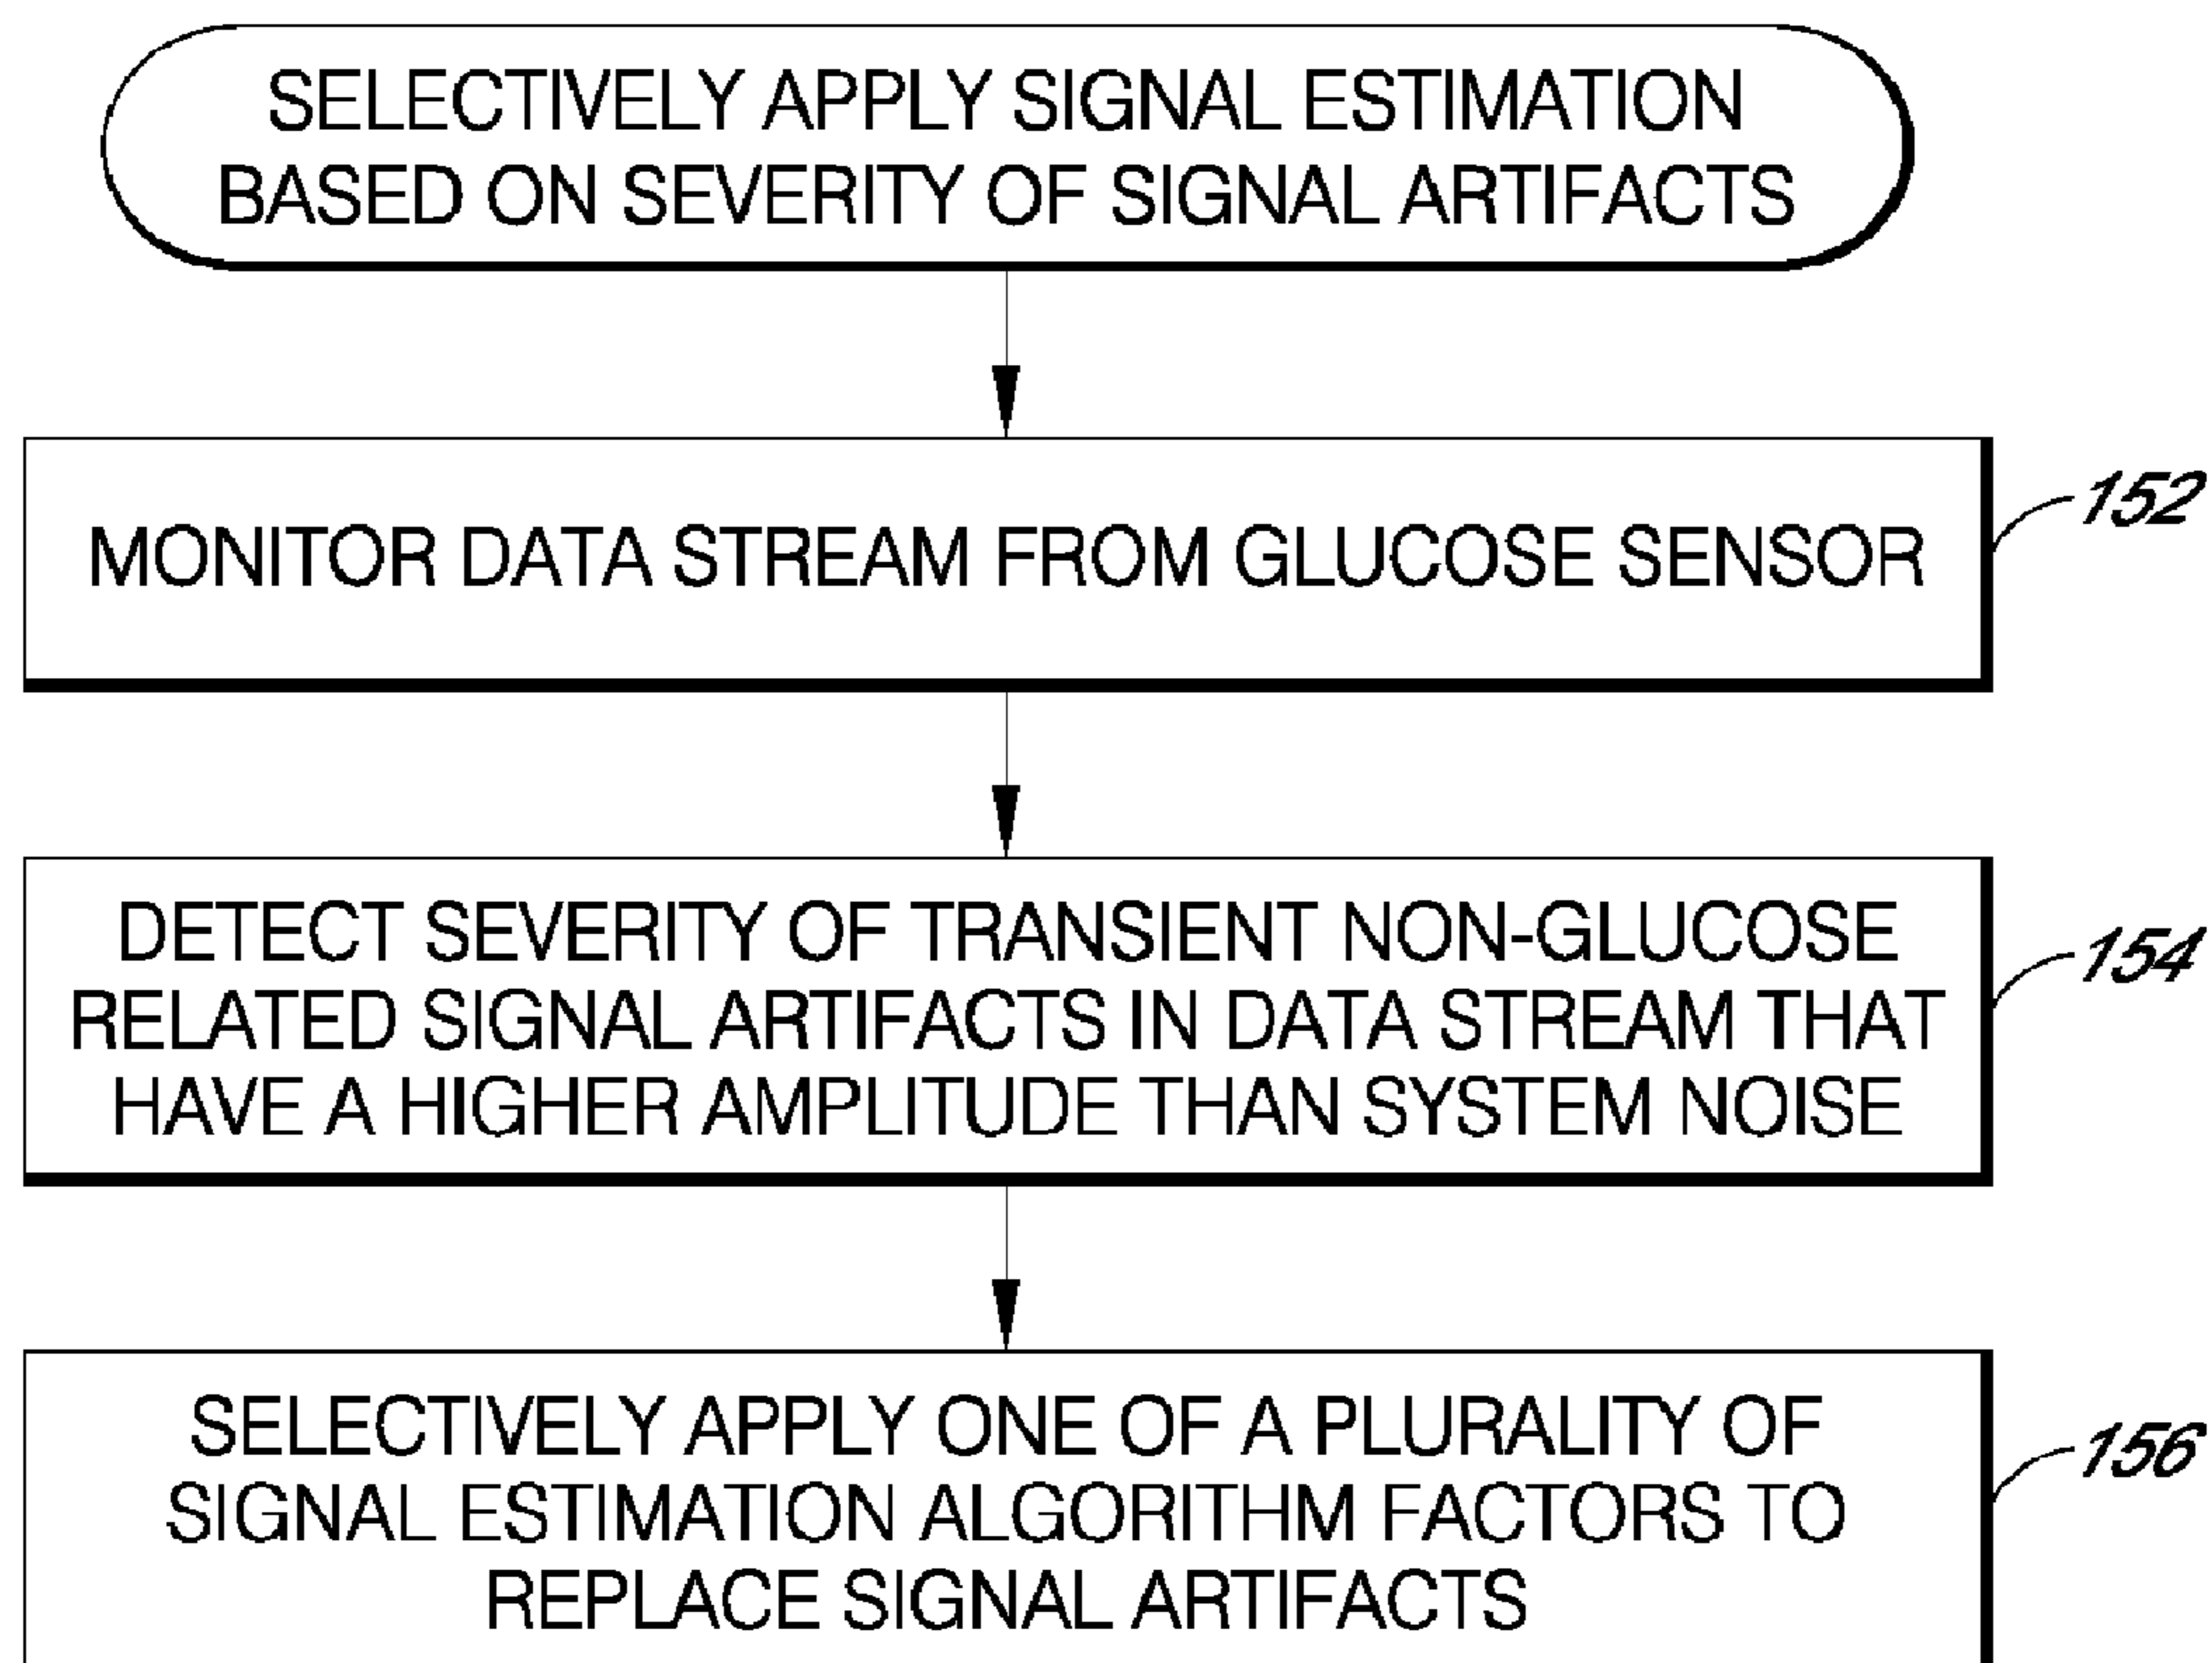 SELECTIVELY APPLY SIGNAL ESTIMATION
BASED ON SEVERITY OF SIGNAL ARTIFACTS
MONITOR DATA STREAM FROM GLUCOSE SENSOR
152
DETECT SEVERITY OF TRANSIENT NON-GLUCOSE
RELATED SIGNAL ARTIFACTS IN DATA STREAM THAT
HAVE A HIGHER AMPLITUDE THAN SYSTEM NOISE
154
SELECTIVELY APPLY ONE OF A PLURALITY OF
SIGNAL ESTIMATION ALGORITHM FACTORS TO
REPLACE SIGNAL ARTIFACTS
156